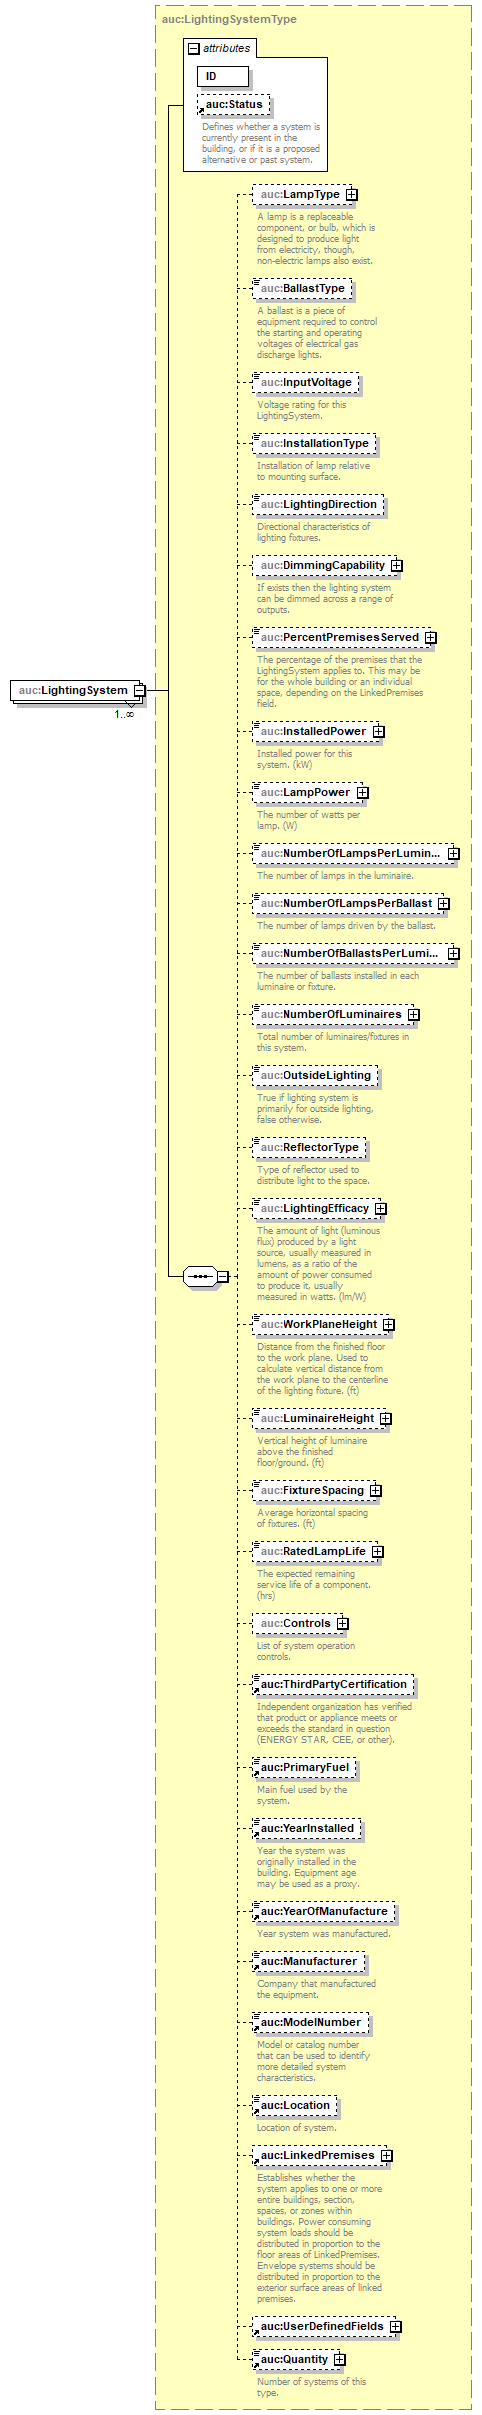 auc:LightingSystemType
attributes
ID
auc:Status
Defines whether a system is
currently present in the
building, or if it is a proposed
alternative or past system.
auc:LampType
A lamp is a replaceable
component, or bulb, which is
designed to produce light
from electricity, though,
non-electric lamps also exist.
auc:BallastType
A ballast is a piece of
equipment required to control
the starting and operating
voltages of electrical gas
discharge lights.
auc:InputVoltage
Voltage rating for this
LightingSystem.
auc:InstallationType
Installation of lamp relative
to mounting surface.
auc:LightingDirection
Directional characteristics of
lighting fixtures.
auc:DimmingCapability
If exists then the lighting system
can be dimmed across a range of
outputs.
auc:PercentPremisesServed
The percentage of the premises that the
LightingSystem applies to. This may be
for the whole building or an individual
space, depending on the LinkedPremises
field.
auc:LightingSystem
1..∞
auc:InstalledPower
Installed power for this
system. (kW)
auc:LampPower
The number of watts per
lamp. (W)
auc:NumberOfLampsPerLumin...
The number of lamps in the luminaire.
auc:NumberOfLampsPerBallast
The number of lamps driven by the ballast.
auc:NumberOfBallastsPerLumi...
The number of ballasts installed in each
luminaire or fixture.
auc:NumberOfLuminaires
Total number of luminaires/fixtures in
this system.
auc:OutsideLighting
True if lighting system is
primarily for outside lighting,
false otherwise.
auc:ReflectorType
Type of reflector used to
distribute light to the space.
auc:LightingEfficacy
The amount of light (luminous
flux) produced by a light
source, usually measured in
lumens, as a ratio of the
amount of power consumed
to produce it, usually
measured in watts. (lm/W)
auc:WorkPlaneHeight
Distance from the finished floor
to the work plane. Used to
calculate vertical distance from
the work plane to the centerline
of the lighting fixture. (ft)
auc:LuminaireHeight
Vertical height of luminaire
above the finished
floor/ground. (ft)
auc:FixtureSpacing
Average horizontal spacing
of fixtures. (ft)
auc:RatedLampLife
The expected remaining
service life of a component.
(hrs)
auc:Controls
List of system operation
controls.
auc:ThirdPartyCertification
Independent organization has verified
that product or appliance meets or
exceeds the standard in question
(ENERGY STAR, CEE, or other).
auc:PrimaryFuel
Main fuel used by the
system.
auc:YearInstalled
Year the system was
originally installed in the
building. Equipment age
may be used as a proxy.
auc:YearOfManufacture
Year system was manufactured.
auc:Manufacturer
Company that manufactured
the equipment.
auc:ModelNumber
Model or catalog number
that can be used to identify
more detailed system
characteristics.
auc:Location
Location of system.
auc:LinkedPremises
Establishes whether the
system applies to one or more
entire buildings, section,
spaces, or zones within
buildings. Power consuming
system loads should be
distributed in proportion to the
floor areas of LinkedPremises.
Envelope systems should be
distributed in proportion to the
exterior surface areas of linked
premises.
auc:UserDefinedFields
auc:Quantity
Number of systems of this
type.